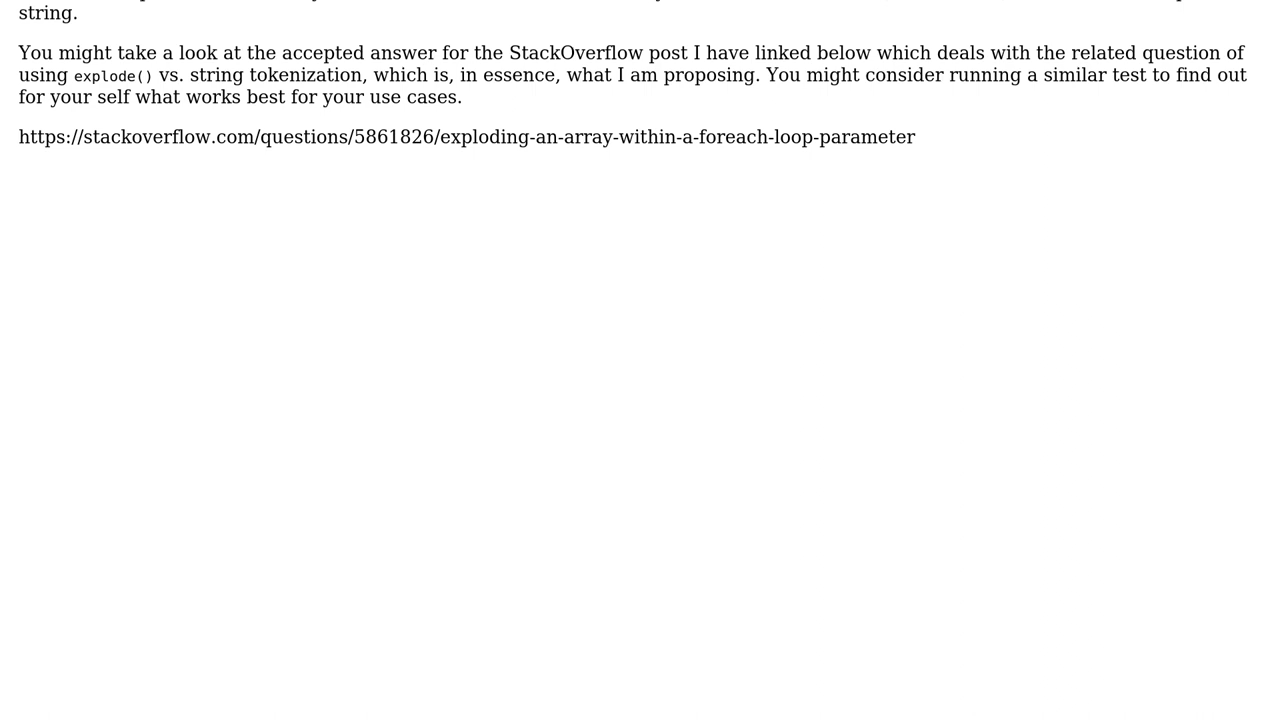 string.
You might take a look at the accepted answer for the StackOverflow post I have linked below which deals with the related question of
using explode() vs. string tokenization, which is, in essence, what I am proposing. You might consider running a similar test to find out
for your self what works best for your use cases.
https://stackoverflow.com/questions/5861826/exploding-an-array-within-a-foreach-loop-parameter